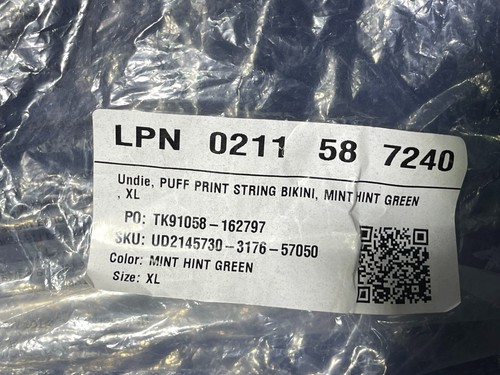 LPN 0211 58 7240
Undie, PUFF PRINT STRING BIKINI, MINT HINT GREEN
, XL
PO: TK91058-162797
SKU: UD2145730-3176-57050
Color: MINT HINT GREEN
Size: XL